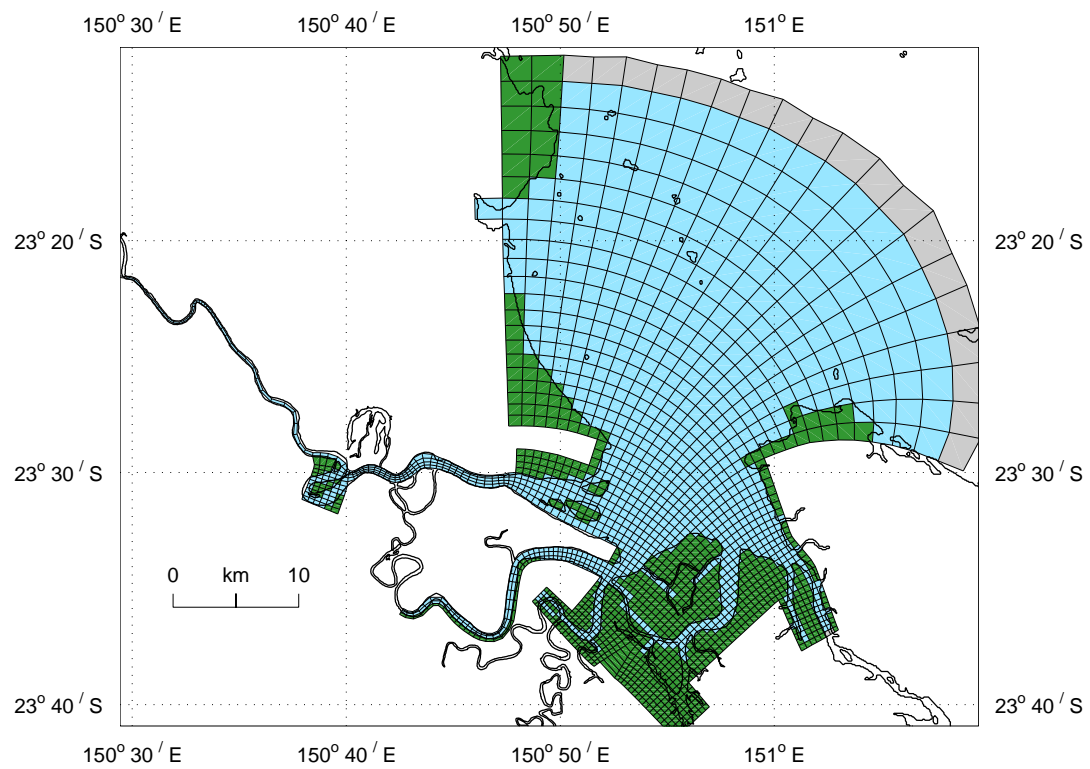 150° 30 ′ E 150° 40 ′ E 150° 50 ′ E 151° E
23° 20 ′ S 23° 20 ′ S
23° 30 ′ S 23° 30 ′ S
0 km 10
23° 40 ′ S 23° 40 ′ S
150° 30 ′ E 150° 40 ′ E 150° 50 ′ E 151° E